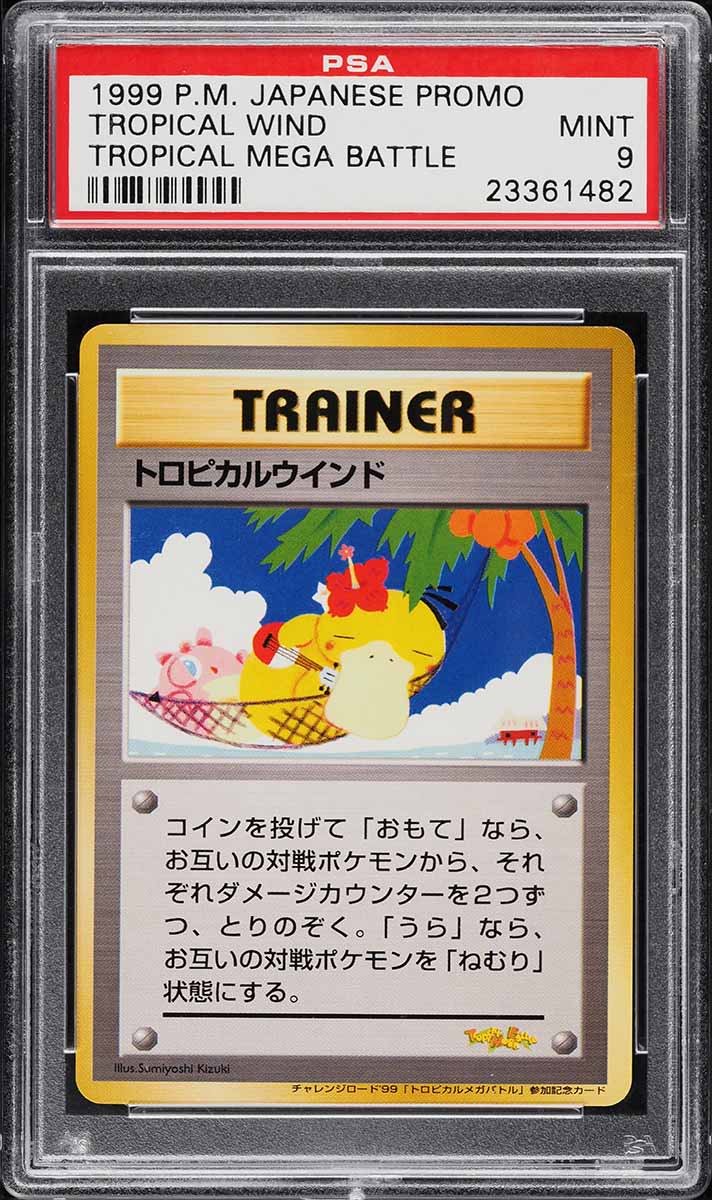 PSA
1999 P.M. JAPANESE PROMO
TROPICAL WIND MINT
TROPICAL MEGA BATTLE 9
23361482
TRAINER
トロピカルウインド
コインを投げて「おもて」なら、
お互いの対戦ポケモンから、それ
ぞれダメージカウンターを2つず
つ、とりのぞく。「うら」なら、
お互いの対戦ポケモンを「ねむり」
状態にする。
Illus.Sumiyoshi Kizuki
チャレンジロード'99「トロピカルメガバトル」参加記念カード